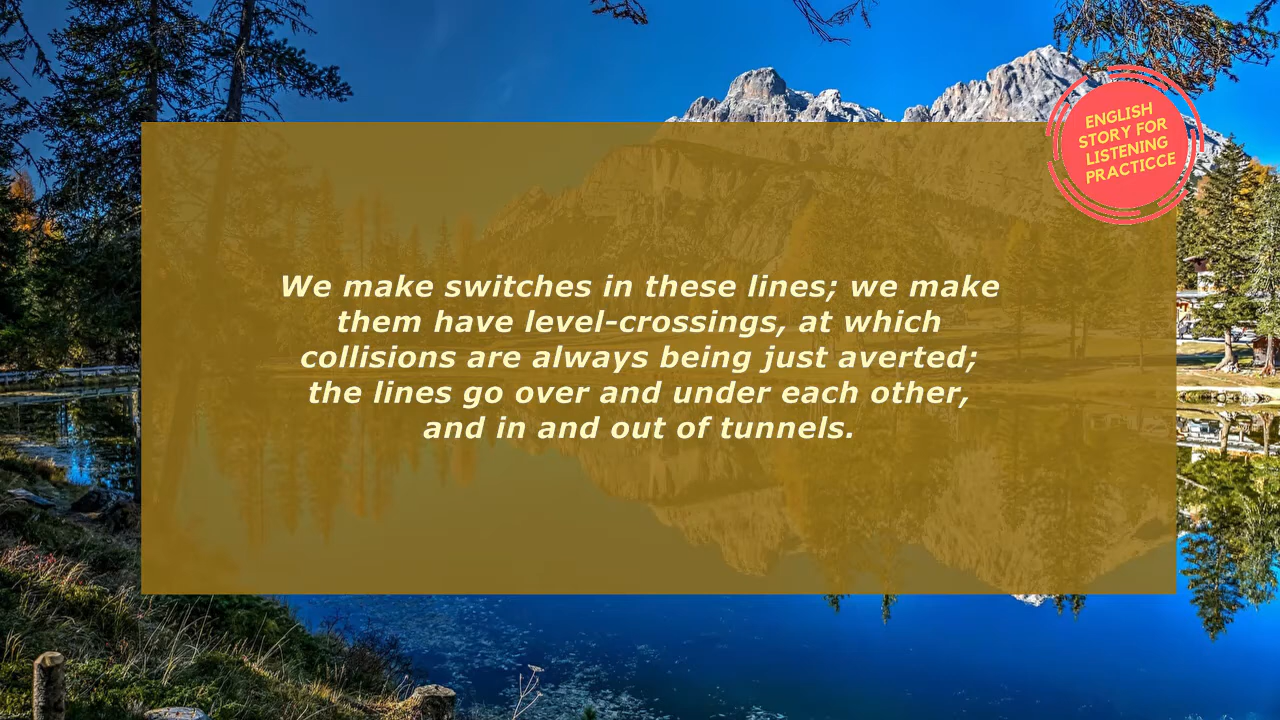 ENGLISH
STORY FOR
LISTENING
PRACTICCE
We make switches in these lines; we make
them have level-crossings, at which
collisions are always being just averted;
the lines go over and under each other,
and in and out of tunnels.